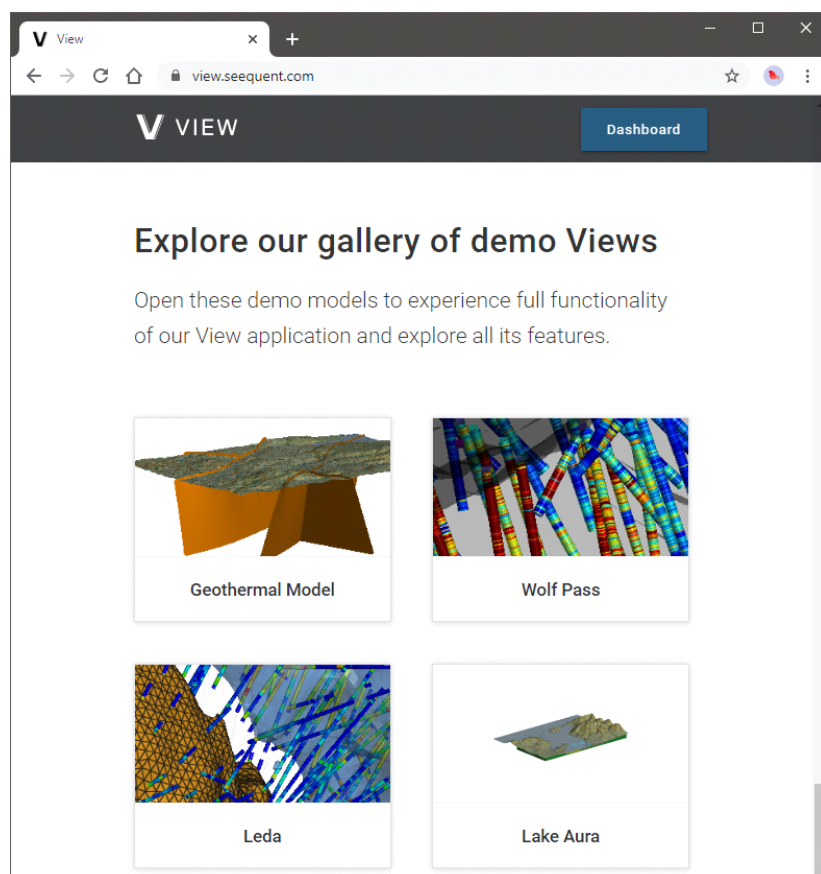 View
view.seequent.com
VIEW
Dashboard
Explore our gallery of demo Views
Open these demo models to experience full functionality
of our View application and explore all its features.
Geothermal Model
Wolf Pass
Leda
Lake Aura